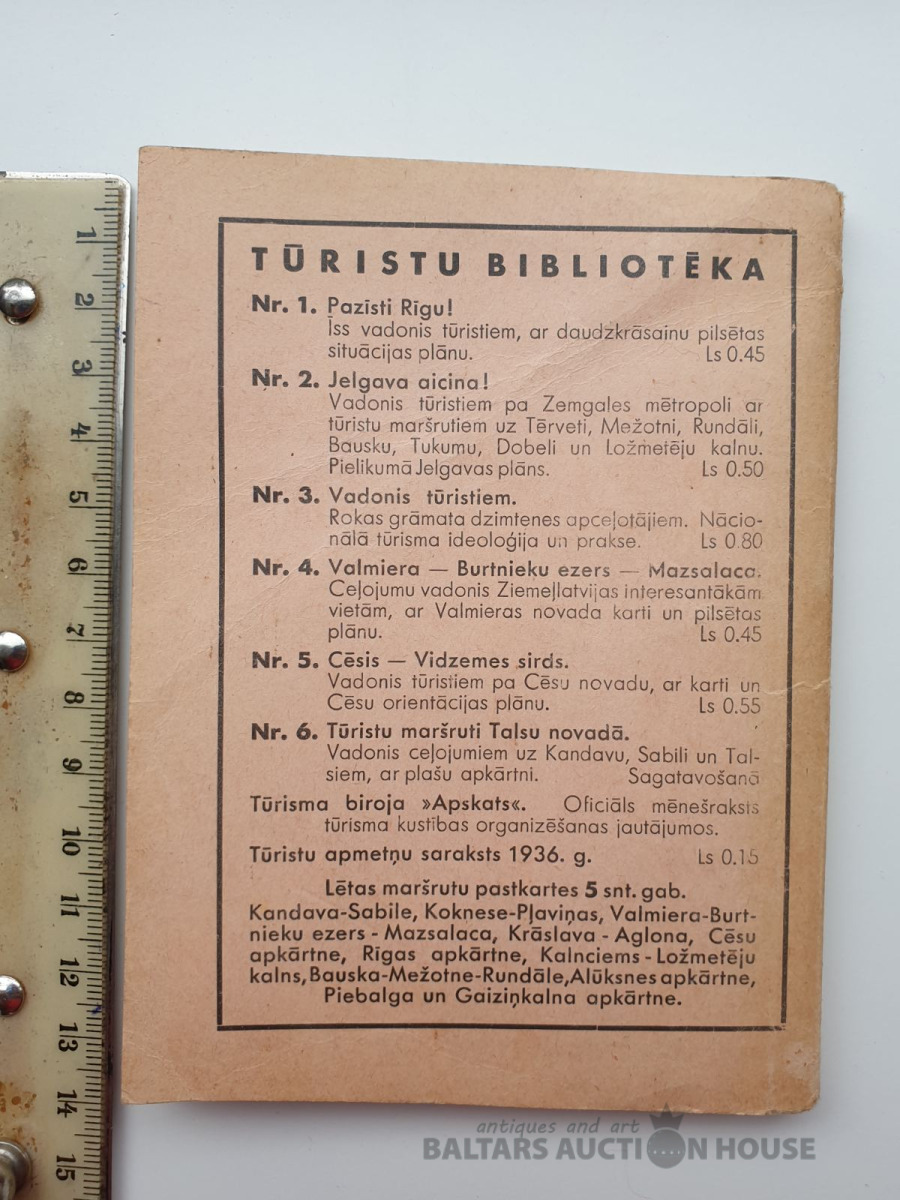 TŪRISTU BIBLIOTĒKA
Nr. 1. Pazīsti Rīgu!
Īss vadonis tūristiem, ar daudzkrāsainu pilsētas
situācijas plānu. Ls 0.45
Nr. 2. Jelgava aicina!
Vadonis tūristiem pa Zemgales mētropoli ar
tūristu maršrutiem uz Tērveti, Mežotni, Rundāli,
Bausku, Tukumu, Dobeli un Ložmetēju kalnu.
Pielikumā Jelgavas plāns. Ls 0.50
Nr. 3. Vadonis tūristiem.
Rokas grāmata dzimtenes apceļotājiem. Nācio-
nālā tūrisma ideoloģija un prakse. Ls 0.80
Nr. 4. Valmiera — Burtnieku ezers — Mazsalaca.
Ceļojumu vadonis Ziemeļlatvijas interesantākām
vietām, ar Valmieras novada karti un pilsētas
plānu. Ls 0.45
Nr. 5. Cēsis — Vidzemes sirds.
Vadonis tūristiem pa Cēsu novadu, ar karti un
Cēsu orientācijas plānu. Ls 0.55
Nr. 6. Tūristu maršruti Talsu novadā.
Vadonis ceļojumiem uz Kandavu, Sabili un Tal-
siem, ar plašu apkārtni. Sagatavošanā
Tūrisma biroja »Apskats«. Oficiāls mēnešraksts
tūrisma kustības organizēšanas jautājumos.
Tūristu apmetņu saraksts 1936. g. Ls 0.15
Lētas maršrutu pastkartes 5 snt. gab.
Kandava-Sabile, Koknese-Pļaviņas, Valmiera-Burt-
nieku ezers - Mazsalaca, Krāslava - Aglona, Cēsu
apkārtne, Rīgas apkārtne, Kalnciems - Ložmetēju
kalns, Bauska-Mežotne-Rundāle, Alūksnes apkārtne,
Piebalga un Gaiziņkalna apkārtne.
1
2
3
4
5
6
7
8
9
10
11
12
13
14
15
antiques and art
BALTARS AUCTION HOUSE